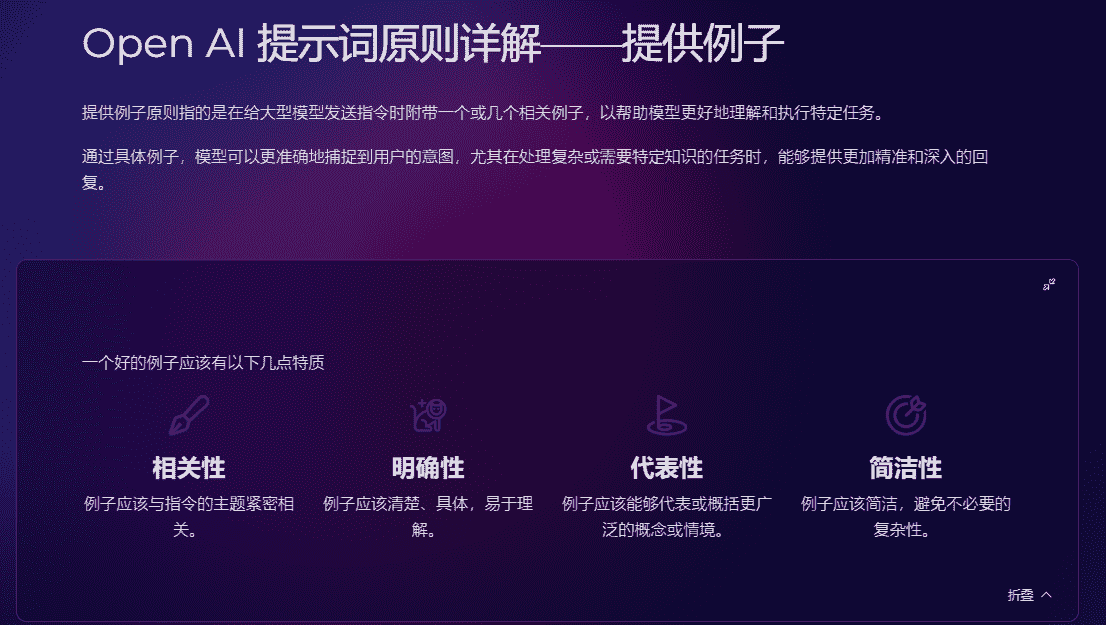 Open AI 提示词原则详解——提供例子
提供例子原则指的是在给大型模型发送指令时附带一个或几个相关例子，以帮助模型更好地理解和执行特定任务。
通过具体例子，模型可以更准确地捕捉到用户的意图，尤其在处理复杂或需要特定知识的任务时，能够提供更加精准和深入的回
复。
一个好的例子应该有以下几点特质
相关性
例子应该与指令的主题紧密相
关。
明确性
例子应该清楚、具体，易于理
解。
代表性
例子应该能够代表或概括更广
泛的概念或情境。
简洁性
例子应该简洁，避免不必要的
复杂性。
折叠